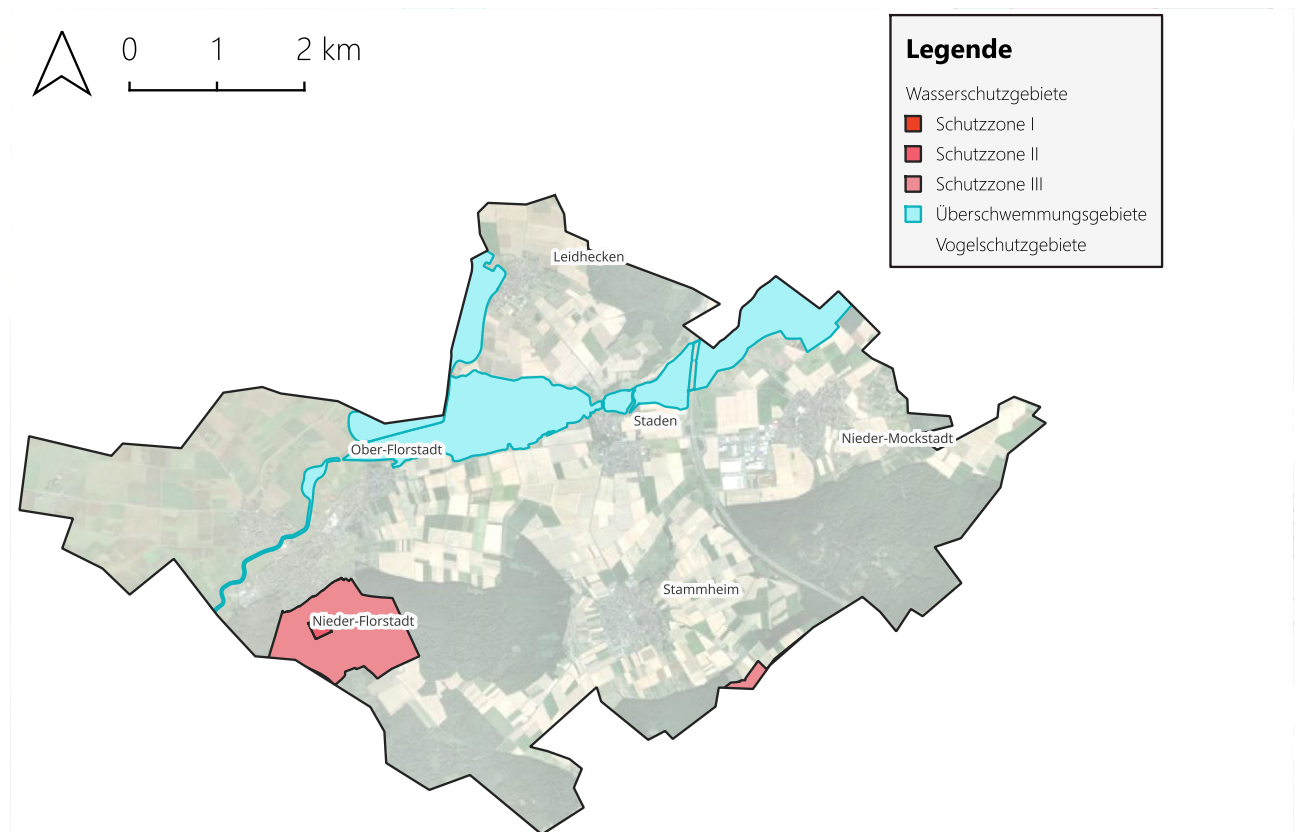 0 1 2 km
Legende
Wasserschutzgebiete
Schutzzone I
Schutzzone II
Schutzzone III
Überschwemmungsgebiete
Vogelschutzgebiete
Leidhecken
Staden
Nieder-Mockstadt
Ober-Florstadt
Stammheim
Nieder-Florstadt